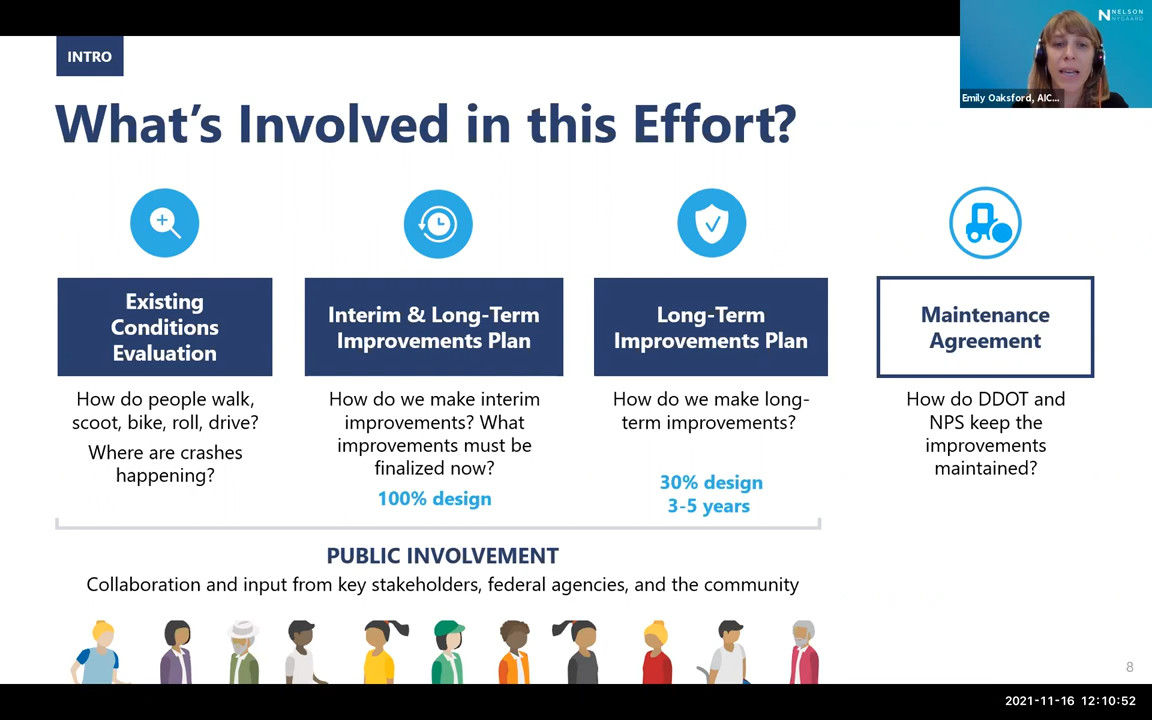 INTRO
What's Involved in this Effort?
NELSON
NYGAARD
Emily Oaksford, AIC...
Existing
Conditions
Evaluation
How do people walk,
scoot, bike, roll, drive?
Where are crashes
happening?
Interim & Long-Term
Improvements Plan
How do we make interim
improvements? What
improvements must be
finalized now?
100% design
Long-Term
Improvements Plan
How do we make long-
term improvements?
30% design
3-5 years
Maintenance
Agreement
How do DDOT and
NPS keep the
improvements
maintained?
PUBLIC INVOLVEMENT
Collaboration and input from key stakeholders, federal agencies, and the community
8
2021-11-16 12:10:52